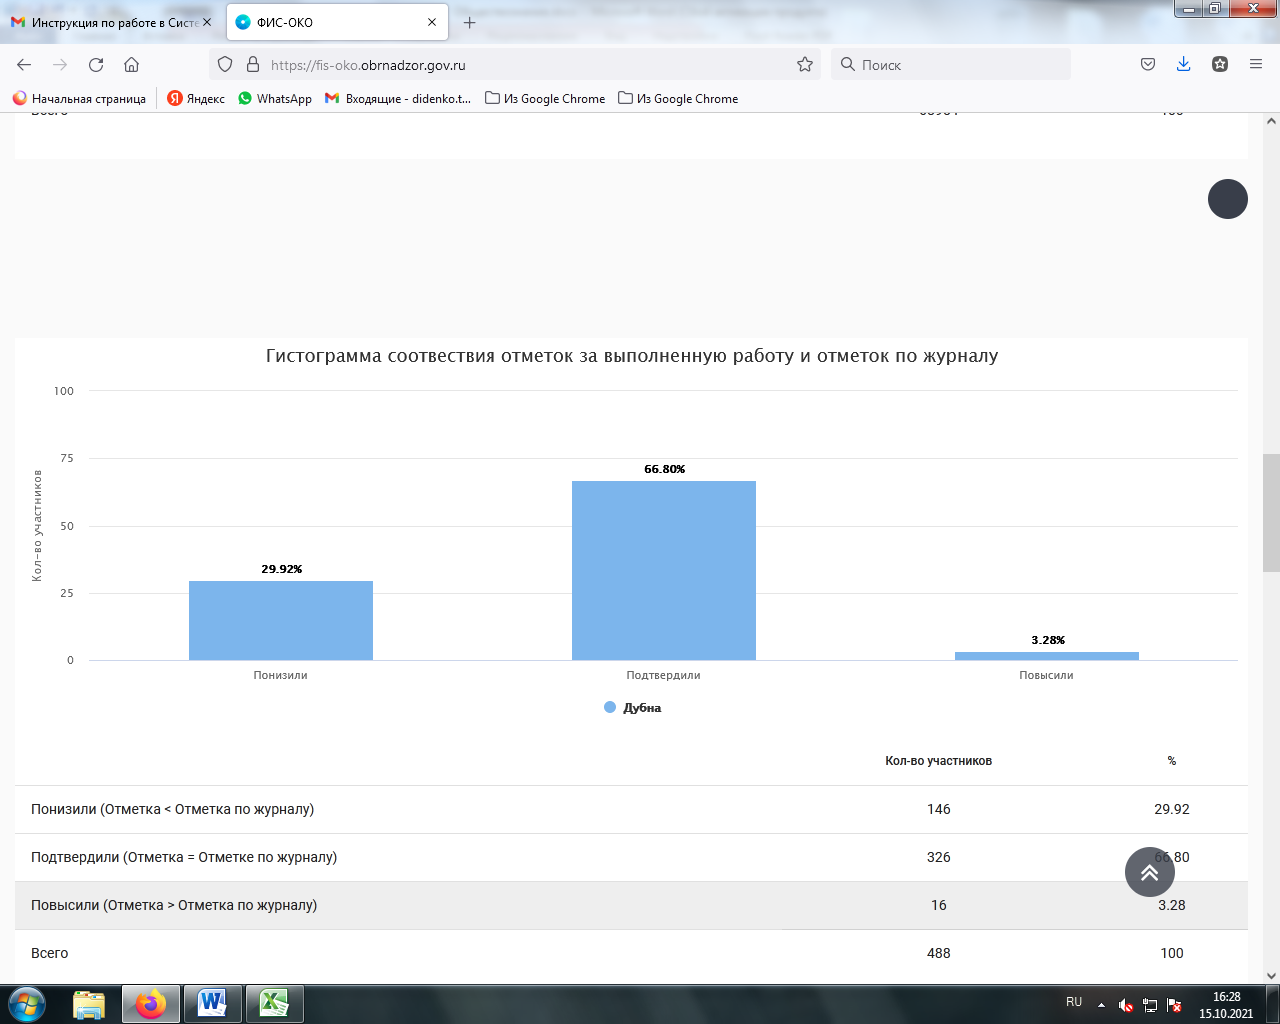 Инструкция по работе в Систе
ФИС-ОКО
https://fis-oko.obrnadzor.gov.ru
Поиск
Начальная страница
Яндекс
WhatsApp
Входящие - didenko.t...
Из Google Chrome
Из Google Chrome
Гистограмма соотвествия отметок за выполненную работу и отметок по журналу
Кол-во участников
100
75
50
25
0
29.92%
66.80%
3.28%
Понизили
Подтвердили
Повысили
Дубна
Кол-во участников %
Понизили (Отметка < Отметка по журналу) 146 29.92
Подтвердили (Отметка = Отметке по журналу) 326 66.80
Повысили (Отметка > Отметка по журналу) 16 3.28
Всего 488 100
RU
16:28
15.10.2021